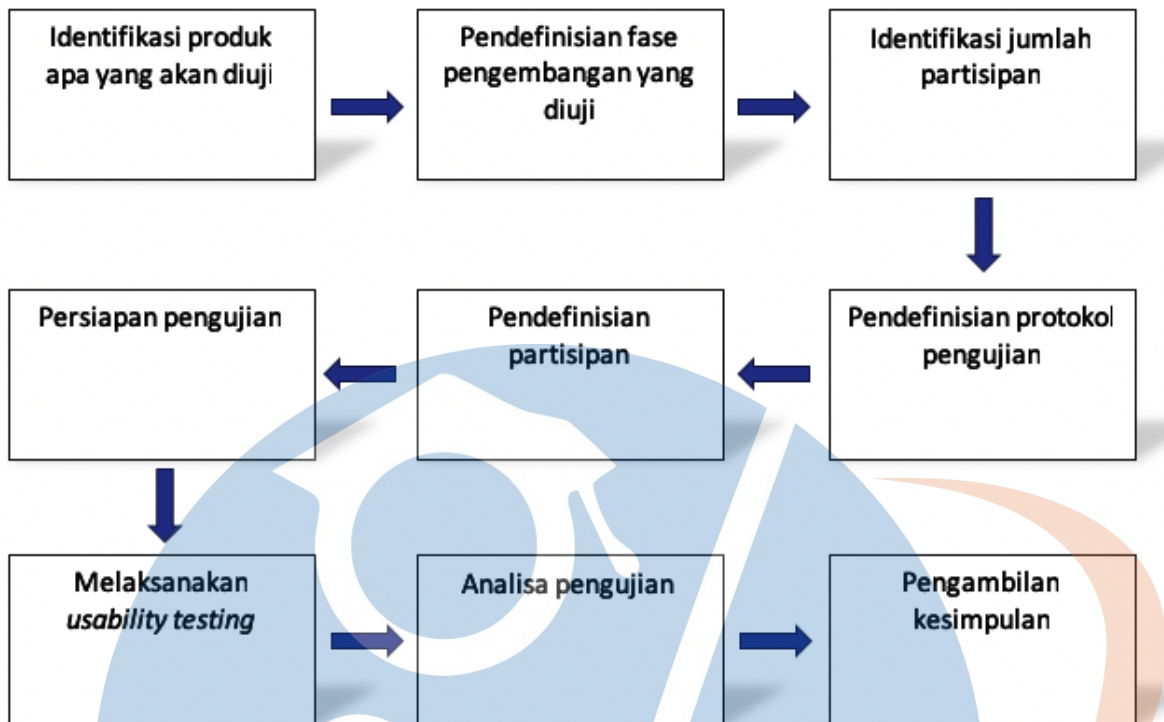 Identifikasi produk
apa yang akan diuji
Pendefinisian fase
pengembangan yang
diuji
Identifikasi jumlah
partisipan
Pendefinisian protokol
pengujian
Pendefinisian
partisipan
Persiapan pengujian
Melaksanakan
usability testing
Analisa pengujian
Pengambilan
kesimpulan